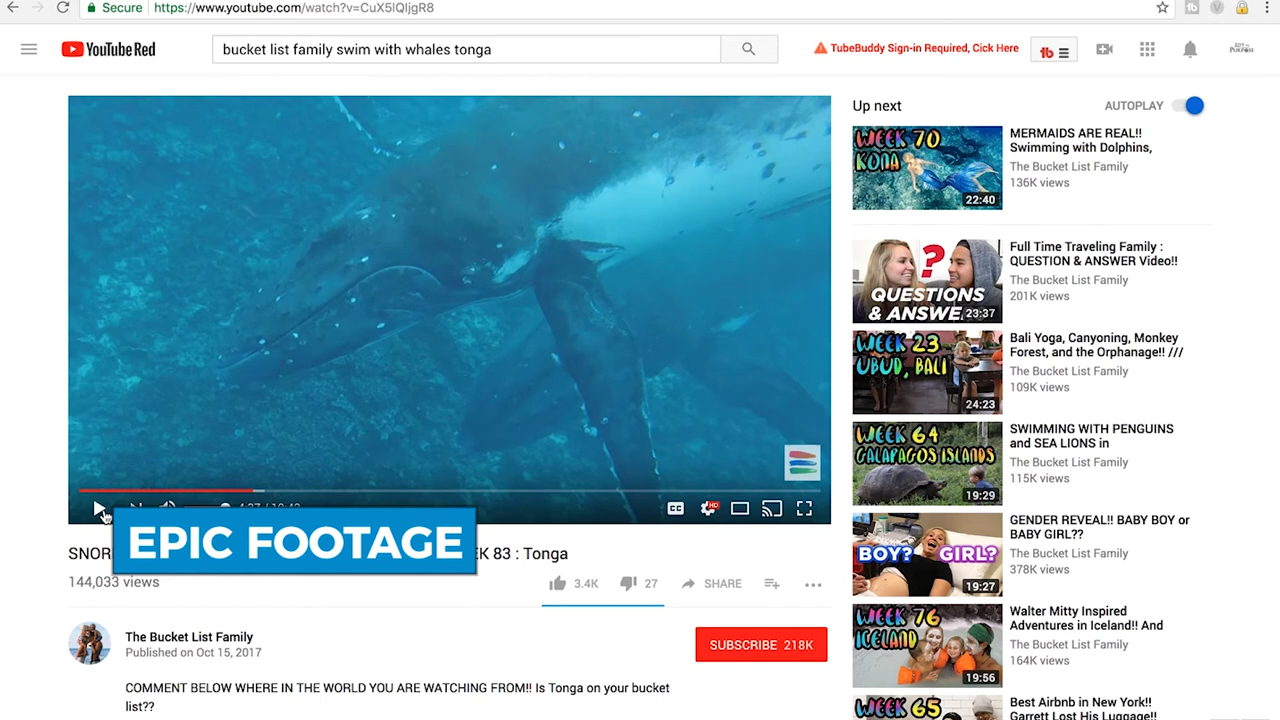 Secure https://www.youtube.com/watch?v=CuX5lQljgR8
YouTube Red
bucket list family swim with whales tonga
TubeBuddy Sign-in Required, Cick Here
tb
Up next
AUTOPLAY
WEEK 70
KONA
22:40
MERMAIDS ARE REAL!!
Swimming with Dolphins,
The Bucket List Family
136K views
?
QUESTIONS
& ANSWE
23:37
Full Time Traveling Family :
QUESTION & ANSWER Video!!
The Bucket List Family
201K views
WEEK 23
UBUD, BALI
24:23
Bali Yoga, Canyoning, Monkey
Forest, and the Orphanage!! ///
The Bucket List Family
109K views
WEEK 64
GALAPAGOS ISLANDS
19:29
SWIMMING WITH PENGUINS
and SEA LIONS in
The Bucket List Family
115K views
BOY? GIRL?
19:27
GENDER REVEAL!! BABY BOY or
BABY GIRL??
The Bucket List Family
378K views
WEEK 76
ICELAND
19:56
Walter Mitty Inspired
Adventures in Iceland!! And
The Bucket List Family
164K views
WEEK 65
Best Airbnb in New York!!
Garrett Lost His Luggage!!
CC
HD
EPIC FOOTAGE
SNOR
EK 83 : Tonga
144,033 views
3.4K
27
SHARE
The Bucket List Family
Published on Oct 15, 2017
SUBSCRIBE 218K
COMMENT BELOW WHERE IN THE WORLD YOU ARE WATCHING FROM!! Is Tonga on your bucket
list??